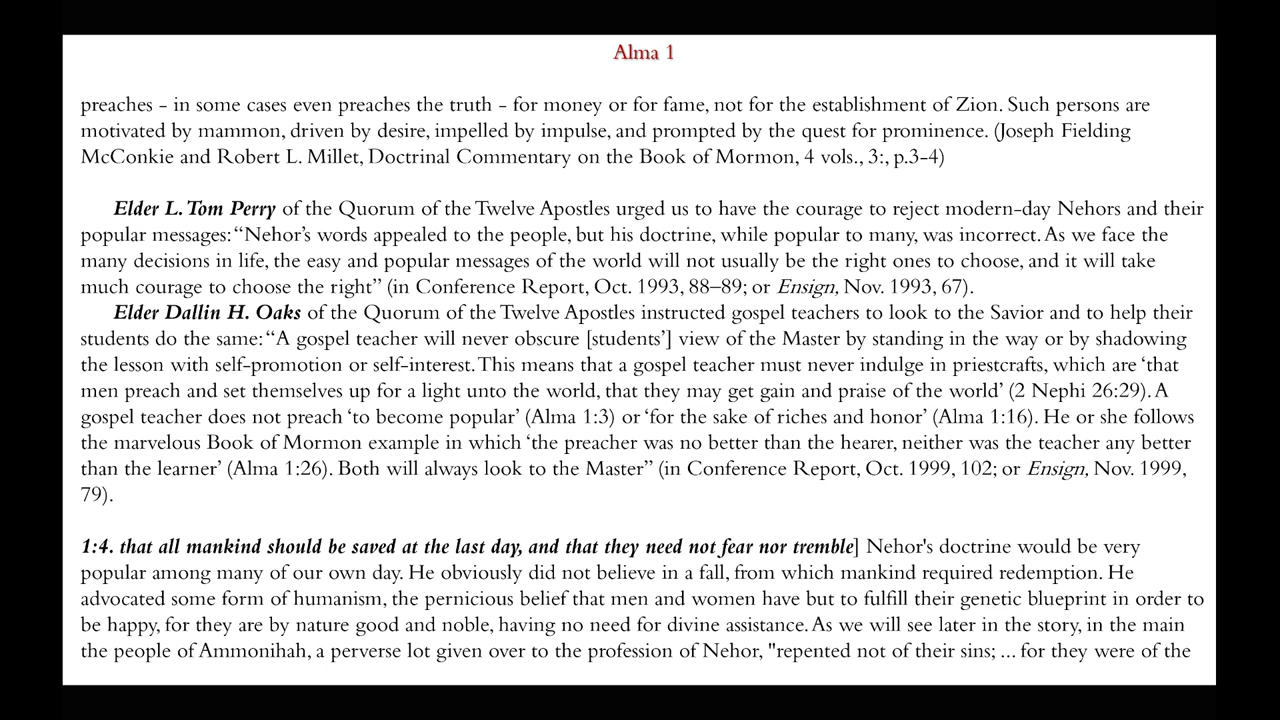 Alma 1
preaches - in some cases even preaches the truth - for money or for fame, not for the establishment of Zion. Such persons are
motivated by mammon, driven by desire, impelled by impulse, and prompted by the quest for prominence. (Joseph Fielding
McConkie and Robert L. Millet, Doctrinal Commentary on the Book of Mormon, 4 vols., 3:, p.3-4)
Elder L. Tom Perry of the Quorum of the Twelve Apostles urged us to have the courage to reject modern-day Nehors and their
popular messages: “Nehor’s words appealed to the people, but his doctrine, while popular to many, was incorrect. As we face the
many decisions in life, the easy and popular messages of the world will not usually be the right ones to choose, and it will take
much courage to choose the right” (in Conference Report, Oct. 1993, 88–89; or Ensign, Nov. 1993, 67).
Elder Dallin H. Oaks of the Quorum of the Twelve Apostles instructed gospel teachers to look to the Savior and to help their
students do the same: “A gospel teacher will never obscure [students’] view of the Master by standing in the way or by shadowing
the lesson with self-promotion or self-interest. This means that a gospel teacher must never indulge in priestcrafts, which are ‘that
men preach and set themselves up for a light unto the world, that they may get gain and praise of the world’ (2 Nephi 26:29). A
gospel teacher does not preach ‘to become popular’ (Alma 1:3) or ‘for the sake of riches and honor’ (Alma 1:16). He or she follows
the marvelous Book of Mormon example in which ‘the preacher was no better than the hearer, neither was the teacher any better
than the learner’ (Alma 1:26). Both will always look to the Master” (in Conference Report, Oct. 1999, 102; or Ensign, Nov. 1999,
79).
1:4. that all mankind should be saved at the last day, and that they need not fear nor tremble] Nehor's doctrine would be very
popular among many of our own day. He obviously did not believe in a fall, from which mankind required redemption. He
advocated some form of humanism, the pernicious belief that men and women have but to fulfill their genetic blueprint in order to
be happy, for they are by nature good and noble, having no need for divine assistance. As we will see later in the story, in the main
the people of Ammonihah, a perverse lot given over to the profession of Nehor, "repented not of their sins; ... for they were of the